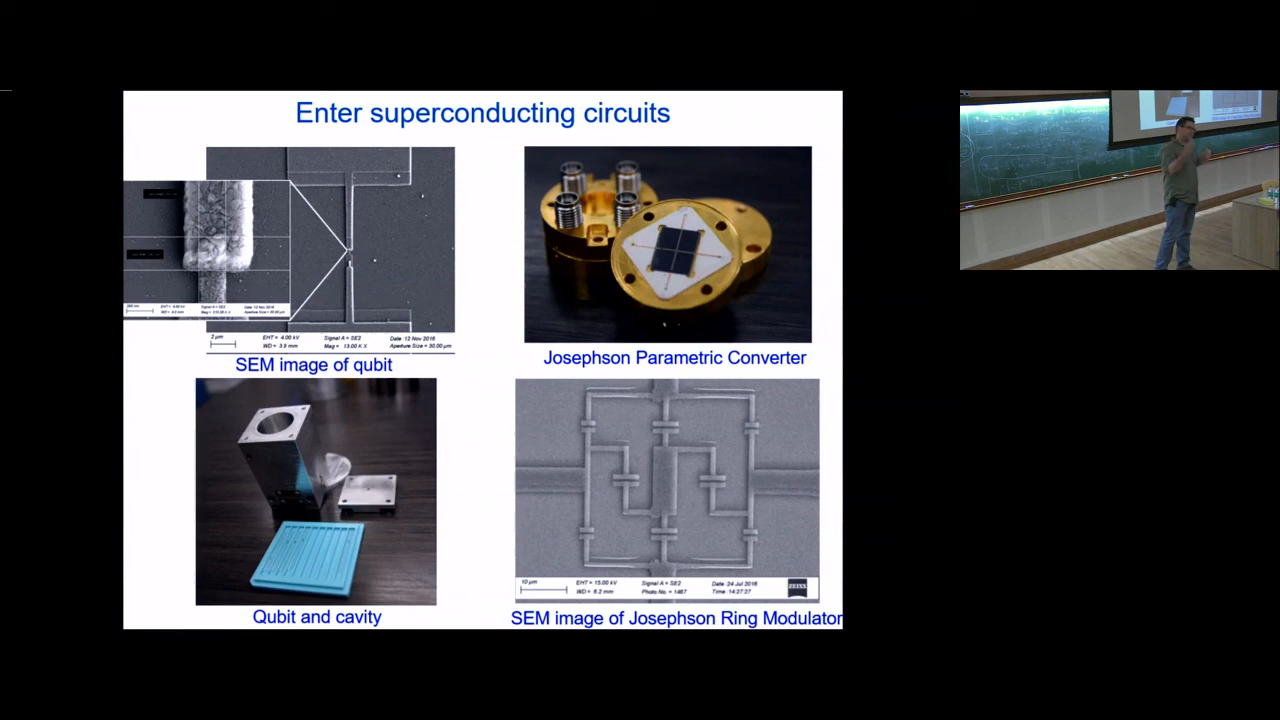 Enter superconducting circuits
2 µm
EHT = 4.00 kV
Signal A = SE2
Date :12 Nov 2016
WD = 3.9 mm
Mag = 13.00 K X
Aperture Size = 30.00 µm
SEM image of qubit
Josephson Parametric Converter
10 µm
EHT = 15.00 kV
Signal A = SE2
Date :24 Jul 2016
ZEISS
WD = 6.2 mm
Photo No. = 1467
Time :14:27:27
Qubit and cavity
SEM image of Josephson Ring Modulator